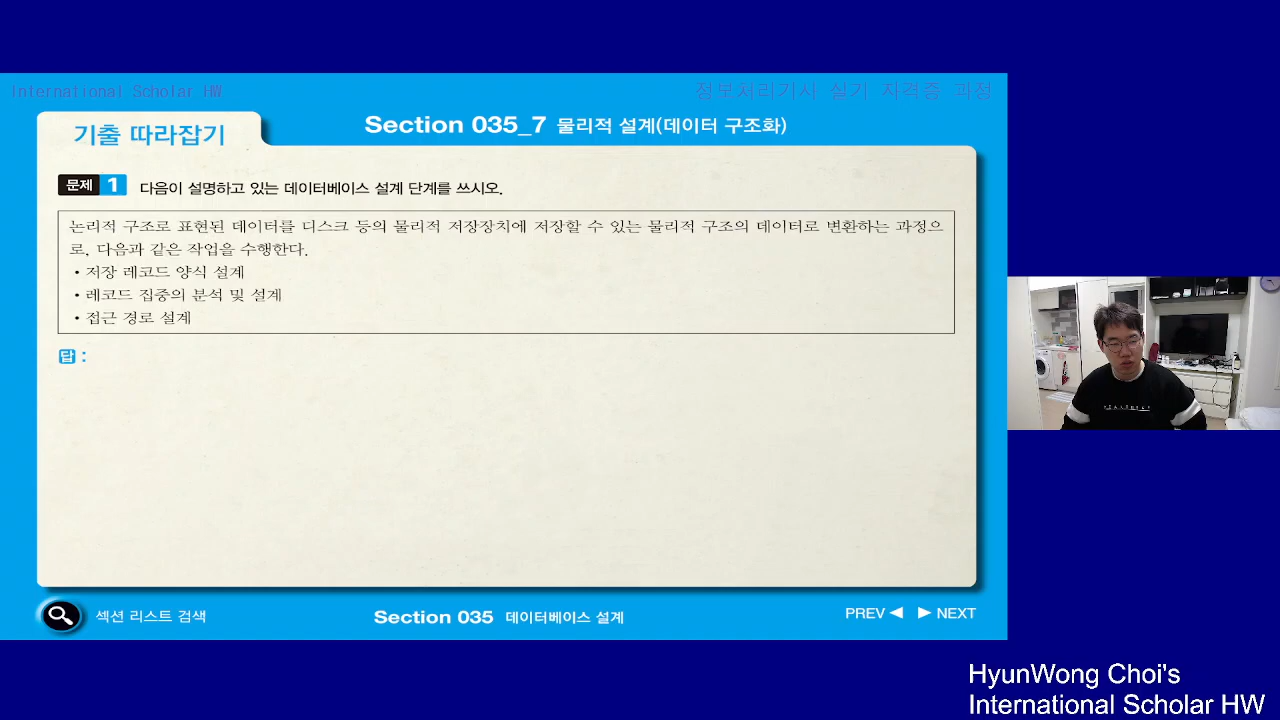 International Scholar HW
정보처리기사 실기 자격증 과정
기출 따라잡기
Section 035_7 물리적 설계(데이터 구조화)
문제 1 다음이 설명하고 있는 데이터베이스 설계 단계를 쓰시오.
논리적 구조로 표현된 데이터를 디스크 등의 물리적 저장장치에 저장할 수 있는 물리적 구조의 데이터로 변환하는 과정으
로, 다음과 같은 작업을 수행한다.
• 저장 레코드 양식 설계
• 레코드 집중의 분석 및 설계
• 접근 경로 설계
답 :
섹션 리스트 검색
Section 035 데이터베이스 설계
PREV ◀ ▶ NEXT
HyunWong Choi's
International Scholar HW